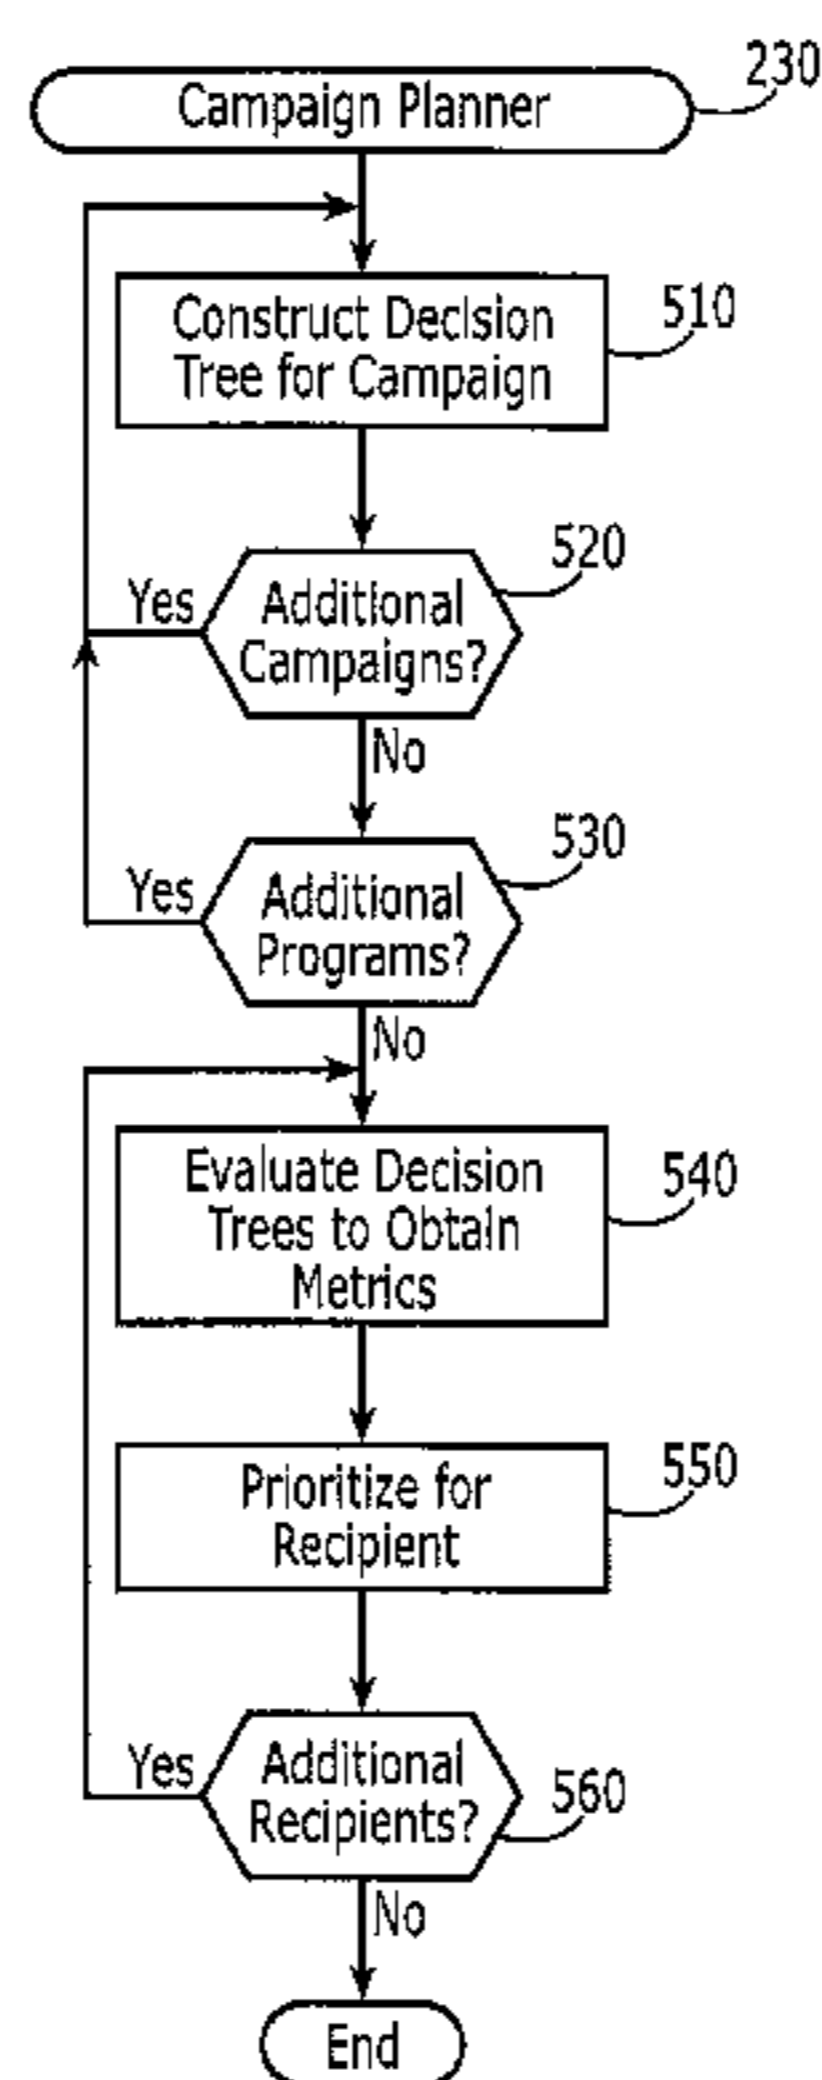 230
Campaign Planner
Construct Decision
Tree for Campaign
510
520
Yes
Additional
Campaigns?
No
530
Yes
Additional
Programs?
No
Evaluate Decision
Trees to Obtain
Metrics
540
Prioritize for
Recipient
550
Yes
Additional
Recipients?
560
No
End